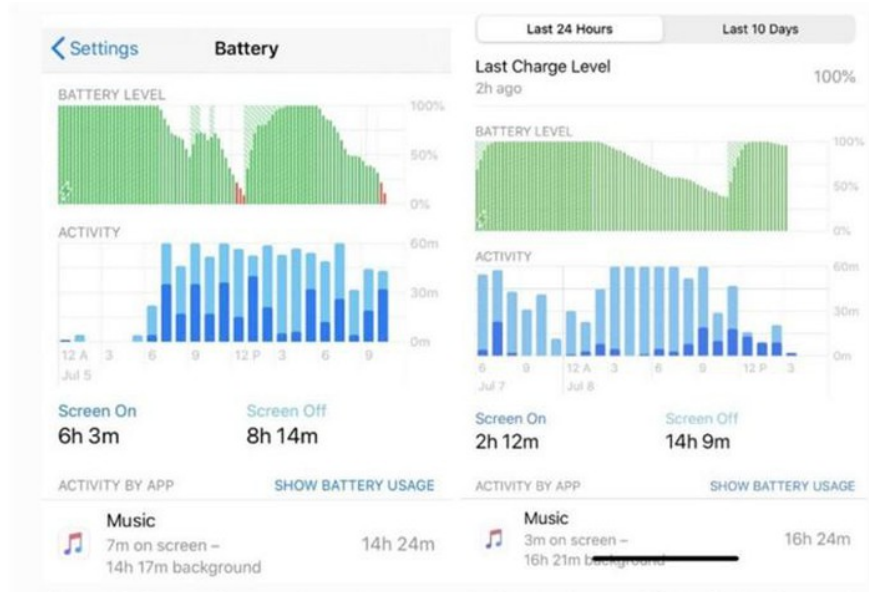 Settings
Battery
BATTERY LEVEL
100%
50%
0%
ACTIVITY
60m
30m
0m
12 A 3 6 9 12 P 3 6 9
Jul 5
Screen On
Screen Off
6h 3m
8h 14m
ACTIVITY BY APP
SHOW BATTERY USAGE
Music
7m on screen –
14h 17m background
14h 24m
Last 24 Hours
Last 10 Days
Last Charge Level
2h ago
100%
BATTERY LEVEL
100%
50%
0%
ACTIVITY
60m
30m
0m
6 9 12 A 3 6 9 12 P 3
Jul 7 Jul 8
Screen On
Screen Off
2h 12m
14h 9m
ACTIVITY BY APP
SHOW BATTERY USAGE
Music
3m on screen –
16h 21m background
16h 24m